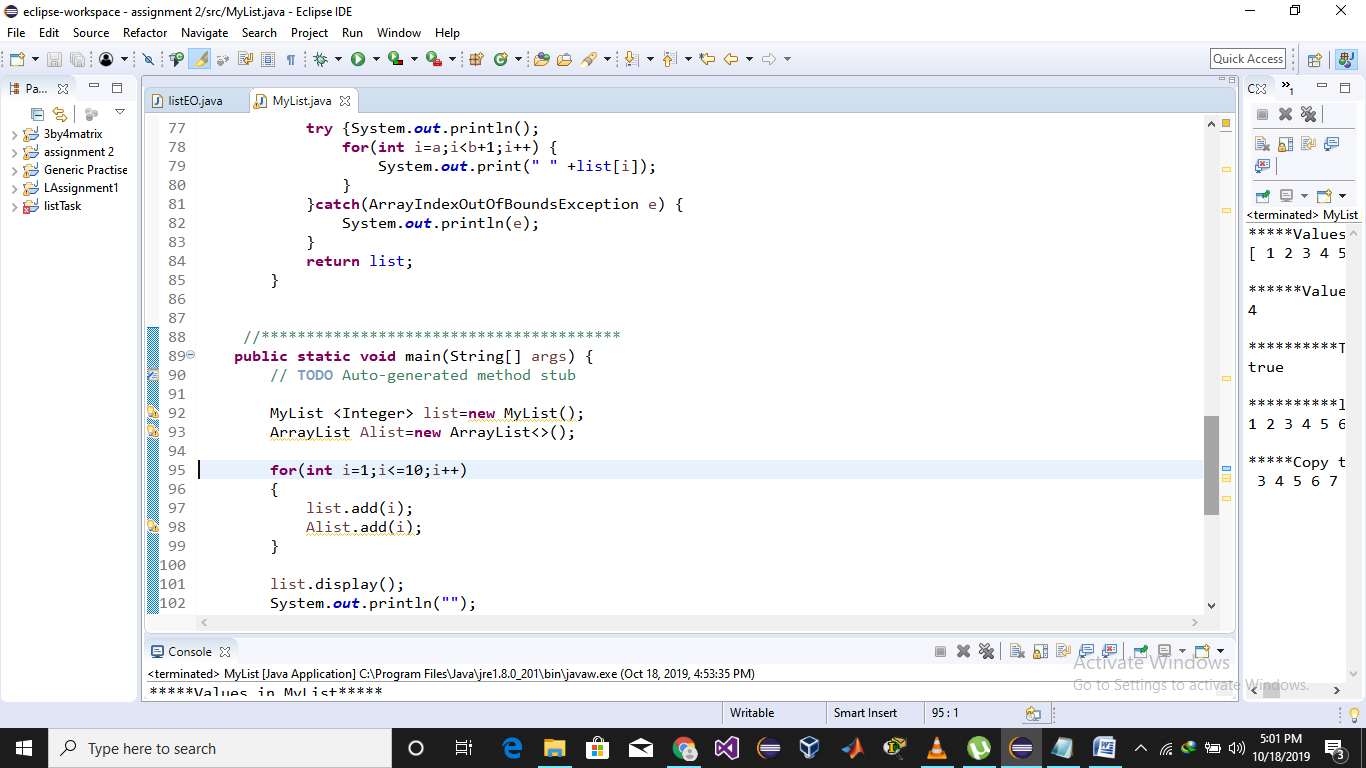 eclipse-workspace - assignment 2/src/MyList.java - Eclipse IDE
File Edit Source Refactor Navigate Search Project Run Window Help
Quick Access
Pa...
3by4matrix
assignment 2
Generic Practise
LAssignment1
listTask
listEO.java MyList.java
77 try {System.out.println();
78 for(int i=a;i<b+1;i++) {
79 System.out.print(" " +list[i]);
80 }
81 }catch(ArrayIndexOutOfBoundsException e) {
82 System.out.println(e);
83 }
84 return list;
85 }
86
87
88 //****************************************
89 public static void main(String[] args) {
90 // TODO Auto-generated method stub
91
92 MyList <Integer> list=new MyList();
93 ArrayList Alist=new ArrayList<>();
94
95 for(int i=1;i<=10;i++)
96 {
97 list.add(i);
98 Alist.add(i);
99 }
100
101 list.display();
102 System.out.println("");
C
1
<terminated> MyList
*****Values
[ 1 2 3 4 5
******Value
4
**********T
true
**********l
1 2 3 4 5 6
*****Copy t
3 4 5 6 7
Console
<terminated> MyList [Java Application] C:\Program Files\Java\jre1.8.0_201\bin\javaw.exe (Oct 18, 2019, 4:53:35 PM)
*****Values in MyList*****
Activate Windows
Go to Settings to activate Windows.
Writable Smart Insert 95 : 1
Type here to search
5:01 PM
10/18/2019
3